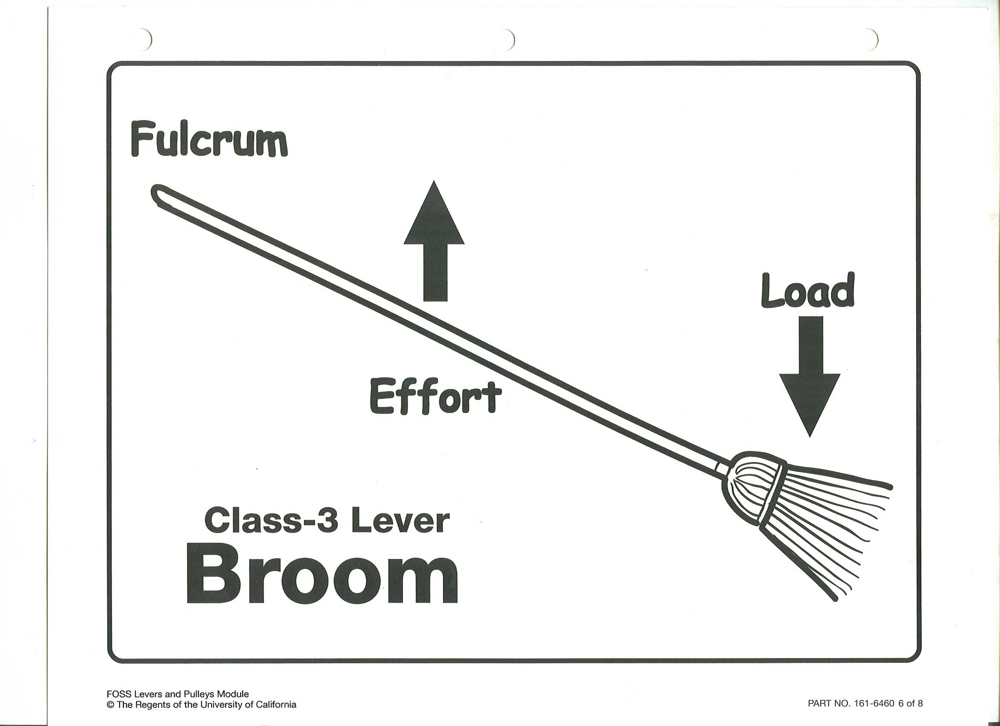 Fulcrum
Load
Effort
Class-3 Lever
Broom
FOSS Levers and Pulleys Module
© The Regents of the University of California
PART NO. 161-6460 6 of 8